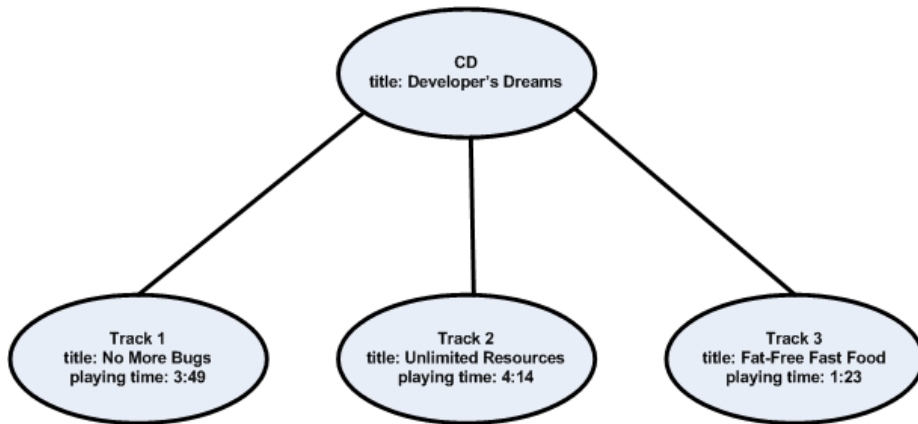 CD
title: Developer's Dreams
Track 1
title: No More Bugs
playing time: 3:49
Track 2
title: Unlimited Resources
playing time: 4:14
Track 3
title: Fat-Free Fast Food
playing time: 1:23